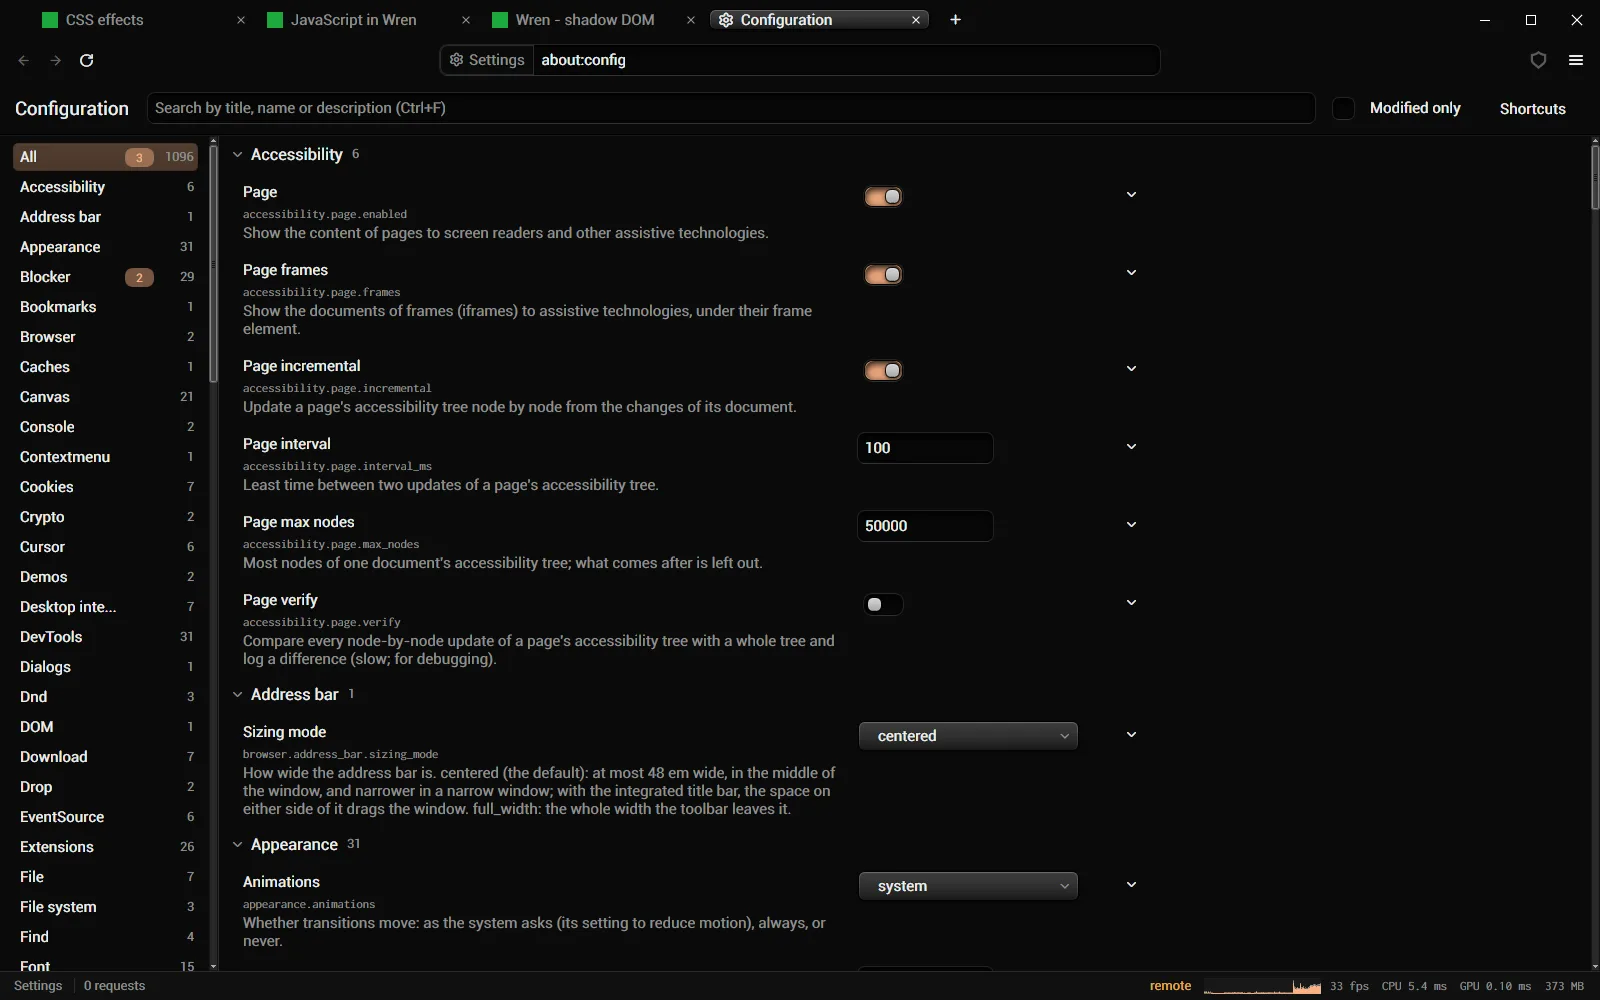 CSS effects
JavaScript in Wren
Wren - shadow DOM
Configuration
Settings
about:config
Configuration
Search by title, name or description (Ctrl+F)
Modified only
Shortcuts
All 3 1096
Accessibility 6
Address bar 1
Appearance 31
Blocker 2 29
Bookmarks 1
Browser 2
Caches 1
Canvas 21
Console 2
Contextmenu 1
Cookies 7
Crypto 2
Cursor 6
Demos 2
Desktop inte... 7
DevTools 31
Dialogs 1
Dnd 3
DOM 1
Download 7
Drop 2
EventSource 6
Extensions 26
File 7
File system 3
Find 4
Font 15
Accessibility 6
Page
accessibility.page.enabled
Show the content of pages to screen readers and other assistive technologies.
Page frames
accessibility.page.frames
Show the documents of frames (iframes) to assistive technologies, under their frame
element.
Page incremental
accessibility.page.incremental
Update a page's accessibility tree node by node from the changes of its document.
Page interval
100
accessibility.page.interval_ms
Least time between two updates of a page's accessibility tree.
Page max nodes
50000
accessibility.page.max_nodes
Most nodes of one document's accessibility tree; what comes after is left out.
Page verify
accessibility.page.verify
Compare every node-by-node update of a page's accessibility tree with a whole tree and
log a difference (slow; for debugging).
Address bar 1
Sizing mode
centered
browser.address_bar.sizing_mode
How wide the address bar is. centered (the default): at most 48 em wide, in the middle of
the window, and narrower in a narrow window; with the integrated title bar, the space on
either side of it drags the window. full_width: the whole width the toolbar leaves it.
Appearance 31
Animations
system
appearance.animations
Whether transitions move: as the system asks (its setting to reduce motion), always, or
never.
Settings
0 requests
remote
33 fps
CPU 5.4 ms
GPU 0.10 ms
373 MB